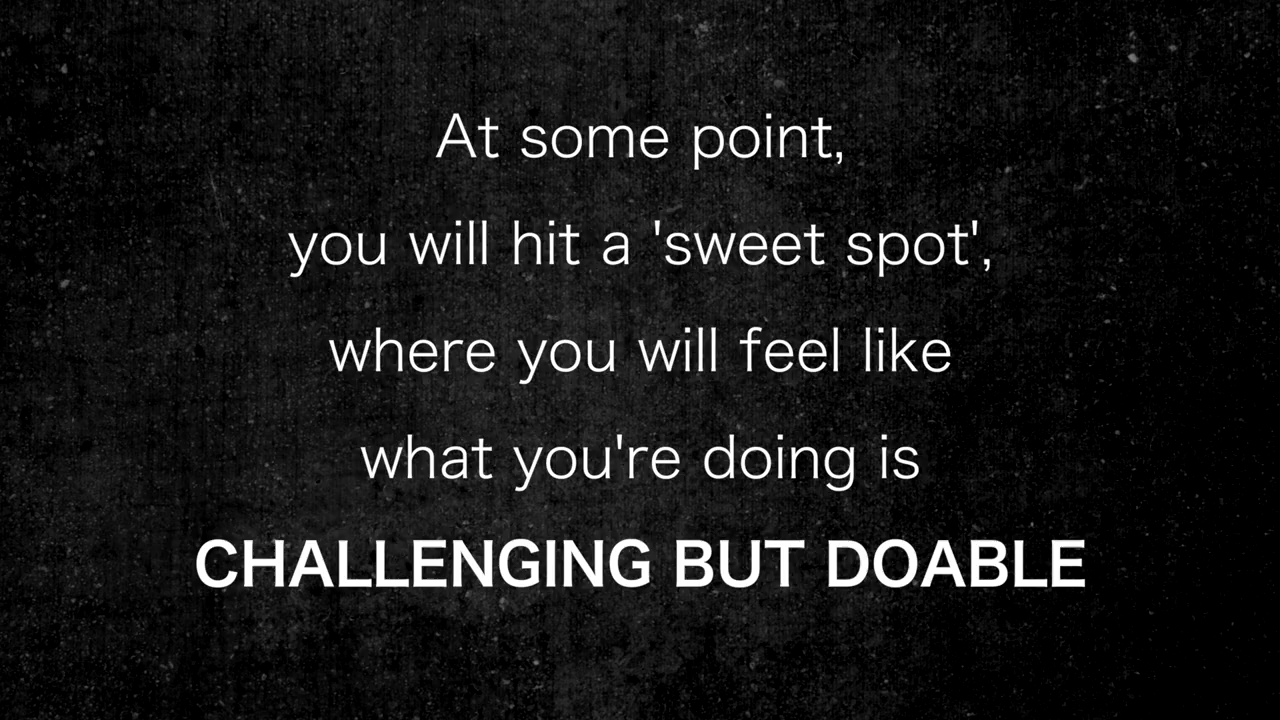 At some point,
you will hit a 'sweet spot',
where you will feel like
what you're doing is
CHALLENGING BUT DOABLE